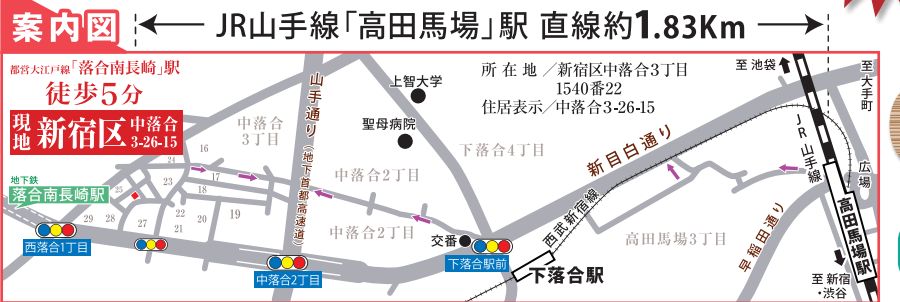 案内図
JR山手線「高田馬場」駅 直線約1.83Km
都営大江戸線「落合南長崎」駅
徒歩5分
現地 新宿区 中落合
3-26-15
所在地／新宿区中落合3丁目
1540番22
住居表示／中落合3-26-15
至 池袋
至 大手町
上智大学
聖母病院
山手通り（地下首都高速道）
中落合
3丁目
下落合4丁目
新目白通り
JR山手線
中落合2丁目
24
16
17
18
23
25
26
22
21
20
19
29
28
27
地下鉄
落合南長崎駅
西武新宿線
広場
高田馬場駅
早稲田通り
中落合2丁目
交番
高田馬場3丁目
西落合1丁目
中落合2丁目
下落合駅前
下落合駅
至 新宿
・渋谷